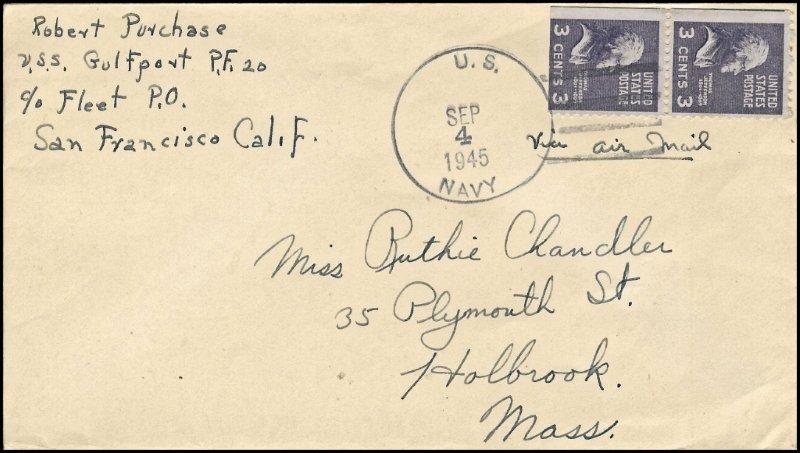 Robert Purchase
U.S.S. Gulfport P.F. 20
c/o Fleet P.O.
San Francisco Calif.
U.S.
SEP
4
1945
NAVY
3 CENTS 3
UNITED
STATES
POSTAGE
3 CENTS 3
UNITED
STATES
POSTAGE
Via air Mail
Miss Ruthie Chandler
35 Plymouth St.
Holbrook.
Mass.